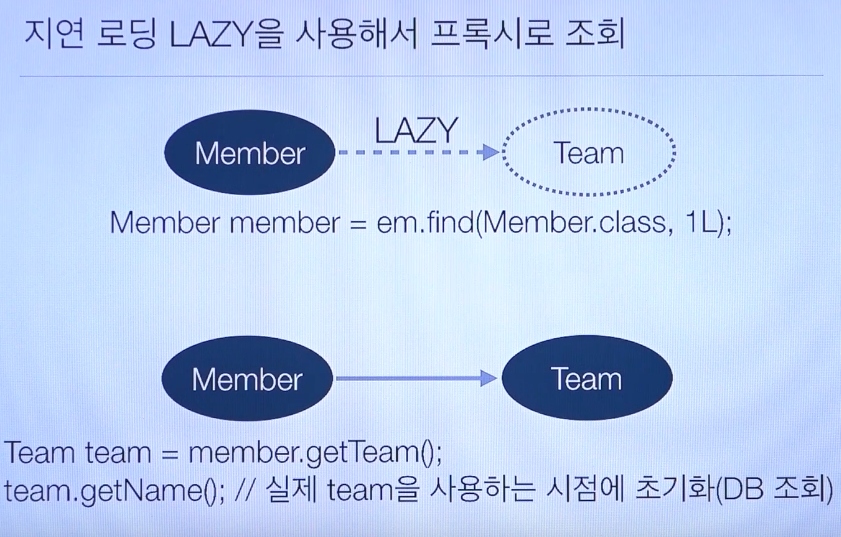 지연 로딩 LAZY을 사용해서 프록시로 조회
Member
LAZY
Team
Member member = em.find(Member.class, 1L);
Member
Team
Team team = member.getTeam();
team.getName(); // 실제 team을 사용하는 시점에 초기화(DB 조회)